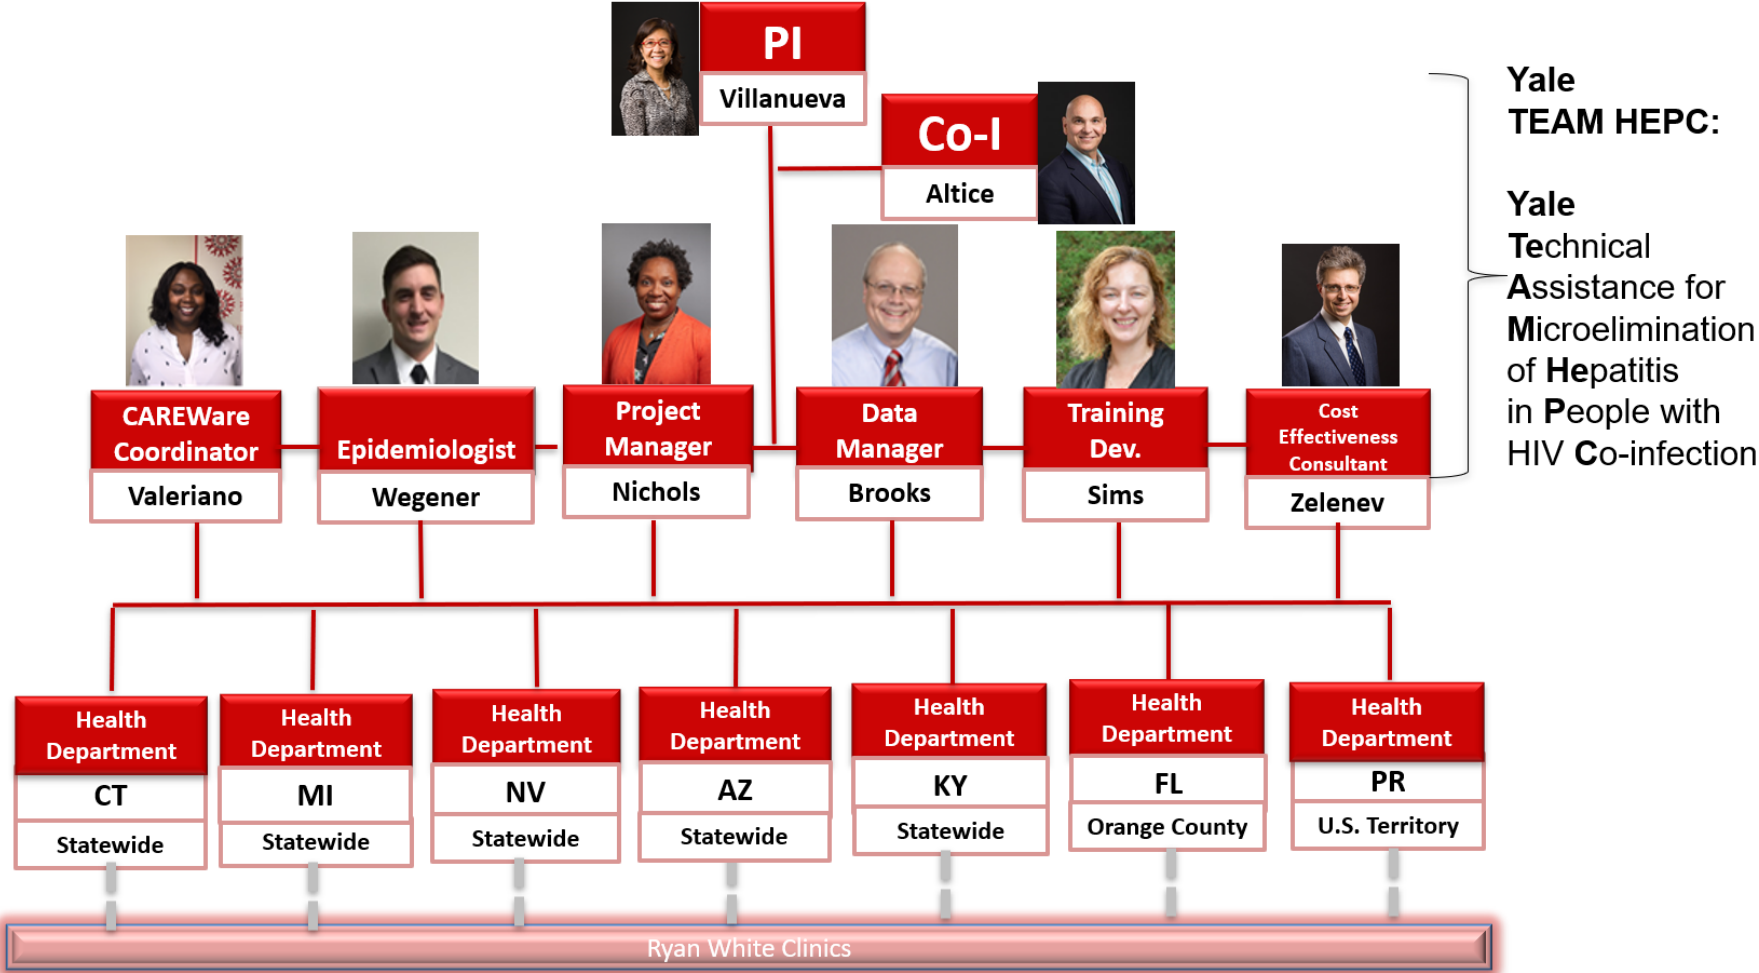 PI
Villanueva
Co-I
Altice
Yale
TEAM HEPC:
Yale
Technical
Assistance for
Microelimination
of Hepatitis
in People with
HIV Co-infection
CAREWare
Coordinator
Valeriano
Epidemiologist
Wegener
Project
Manager
Nichols
Data
Manager
Brooks
Training
Dev.
Sims
Cost
Effectiveness
Consultant
Zelenev
Health
Department
CT
Statewide
Health
Department
MI
Statewide
Health
Department
NV
Statewide
Health
Department
AZ
Statewide
Health
Department
KY
Statewide
Health
Department
FL
Orange County
Health
Department
PR
U.S. Territory
Ryan White Clinics